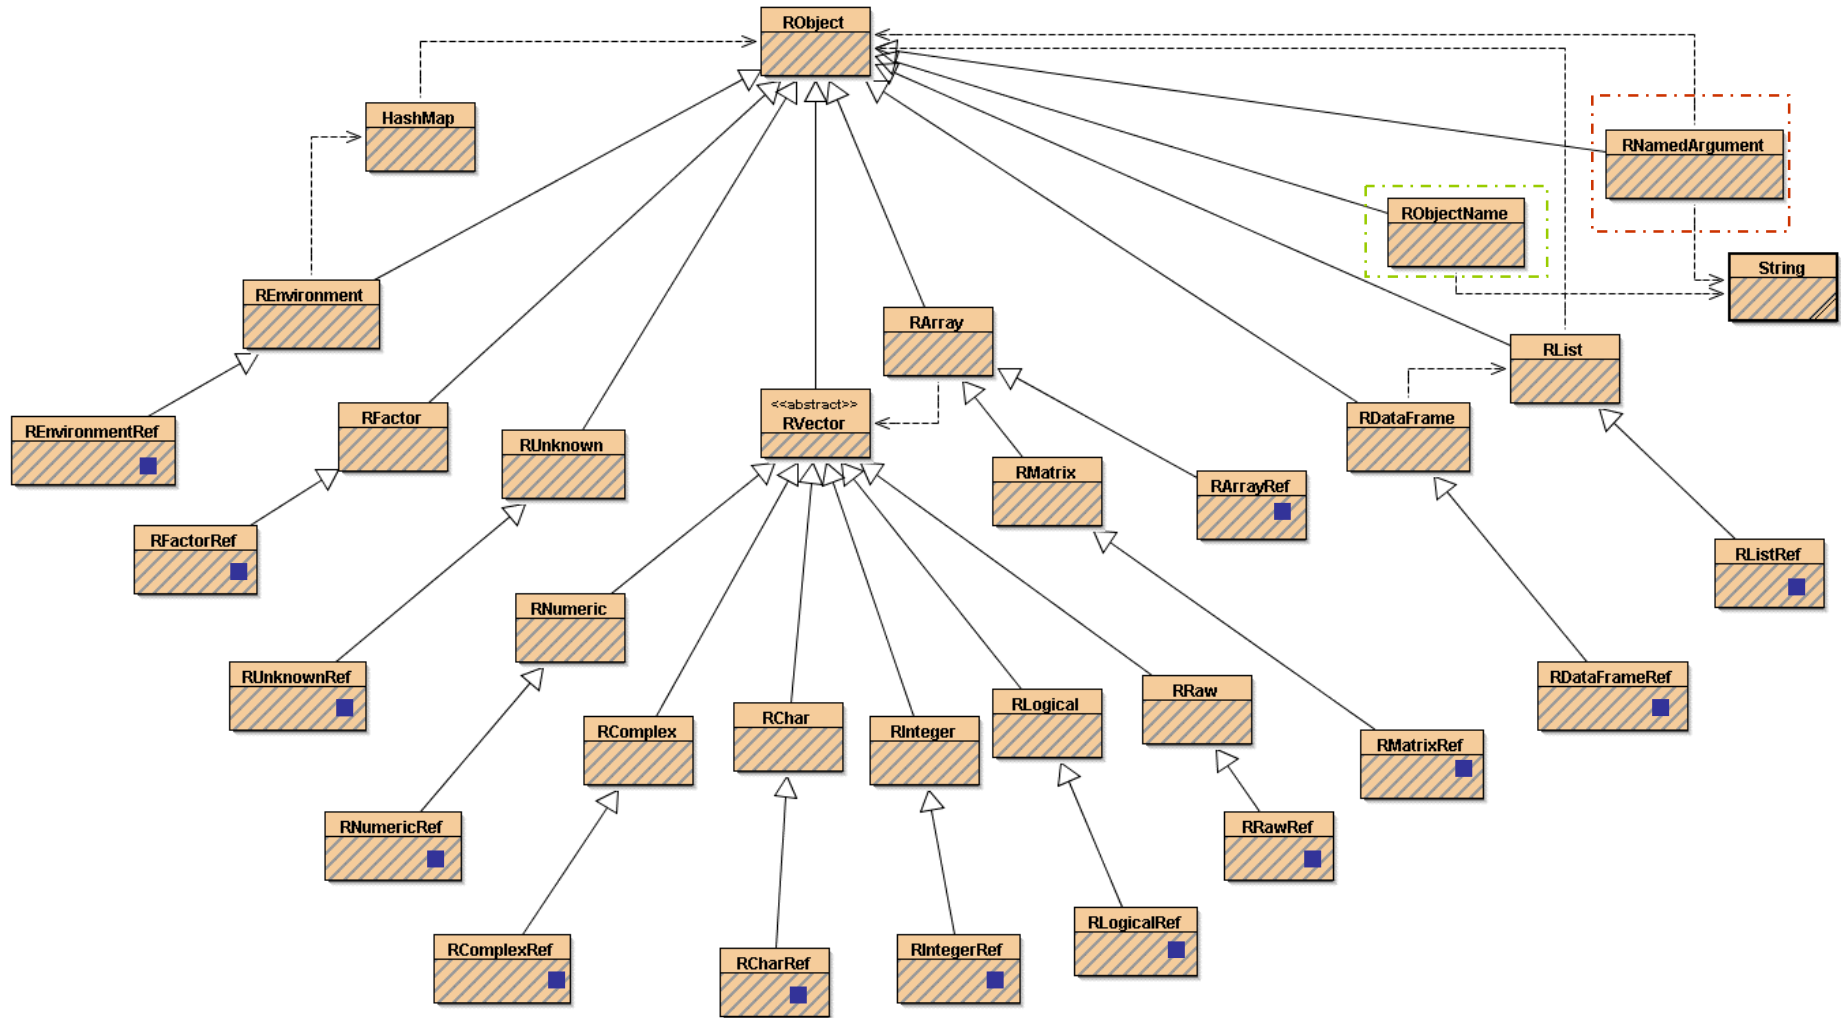 RObject
HashMap
RNamedArgument
RObjectName
String
REnvironment
RArray
RList
<<abstract>>
RVector
RFactor
RDataFrame
REnvironmentRef
RUnknown
RMatrix
RArrayRef
RFactorRef
RListRef
RNumeric
RUnknownRef
RDataFrameRef
RComplex
RChar
RInteger
RLogical
RRaw
RMatrixRef
RNumericRef
RRawRef
RComplexRef
RCharRef
RIntegerRef
RLogicalRef